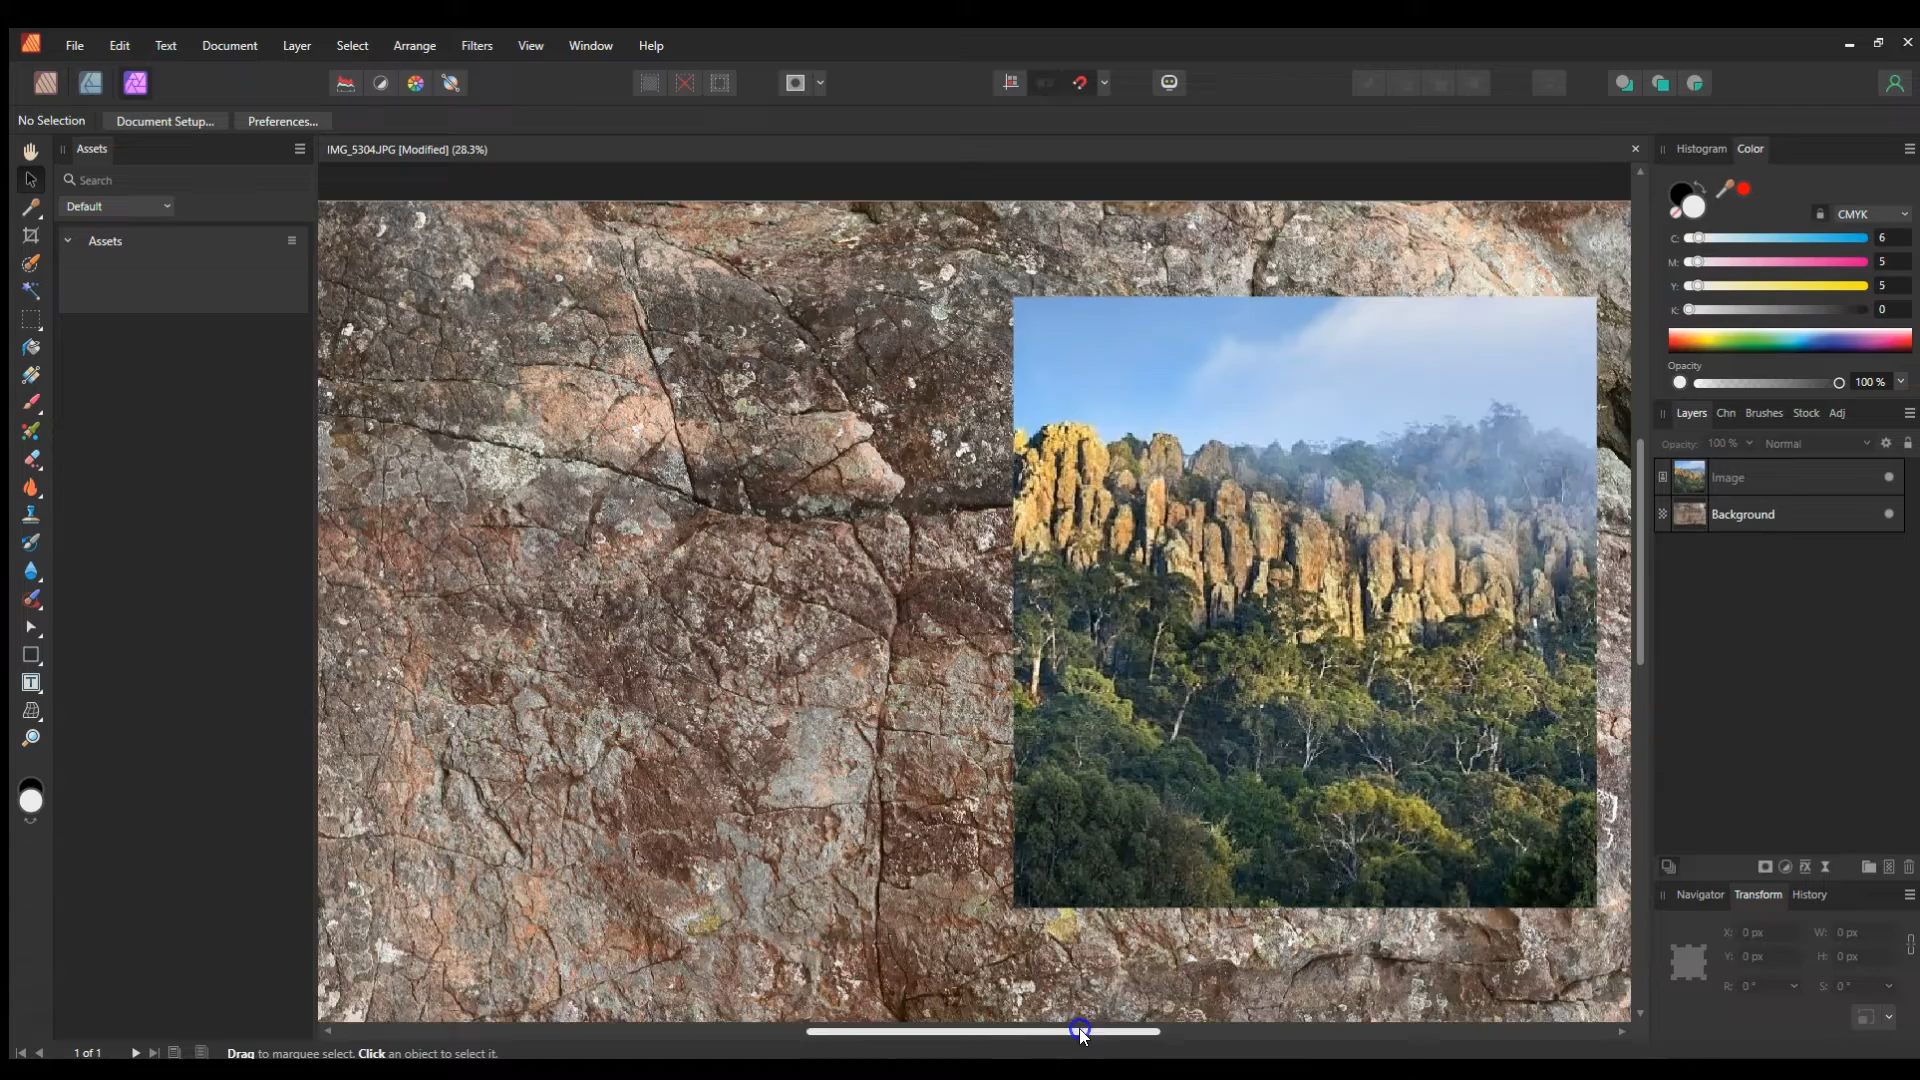 File Edit Text Document Layer Select Arrange Filters View Window Help
No Selection Document Setup... Preferences...
Assets
IMG_5304.JPG [Modified] (28.3%)
Histogram Color
Search
Default
CMYK
Assets
C: 6
M: 5
Y: 5
K: 0
Opacity
100 %
Layers Chn Brushes Stock Adj
Opacity: 100 % Normal
Image
Background
Navigator Transform History
X: 0 px W: 0 px
Y: 0 px H: 0 px
R: 0 ° S: 0 °
1 of 1 Drag to marquee select. Click an object to select it.